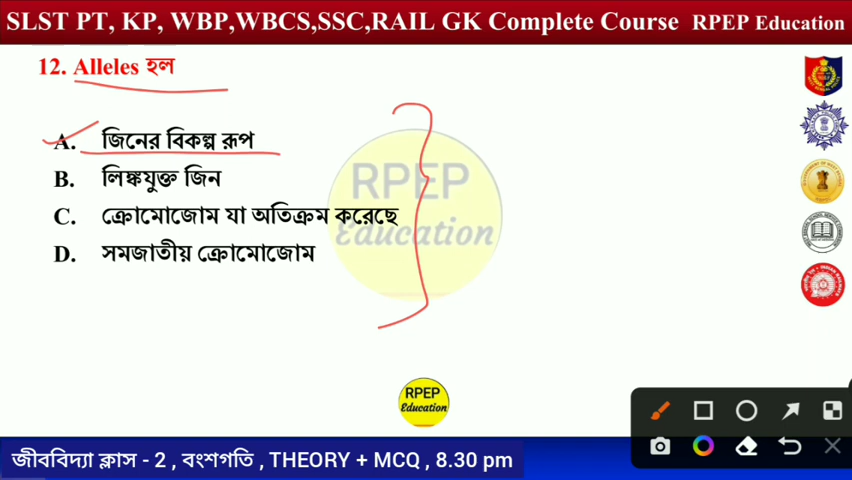 SLST PT, KP, WBP,WBCS,SSC,RAIL GK Complete Course RPEP Education
12. Alleles হল
A. জিনের বিকল্প রূপ
B. লিঙ্কযুক্ত জিন
C. ক্রোমোজোম যা অতিক্রম করেছে
D. সমজাতীয় ক্রোমোজোম
RPEP
Education
RPEP
Education
জীববিদ্যা ক্লাস - 2 , বংশগতি , THEORY + MCQ , 8.30 pm